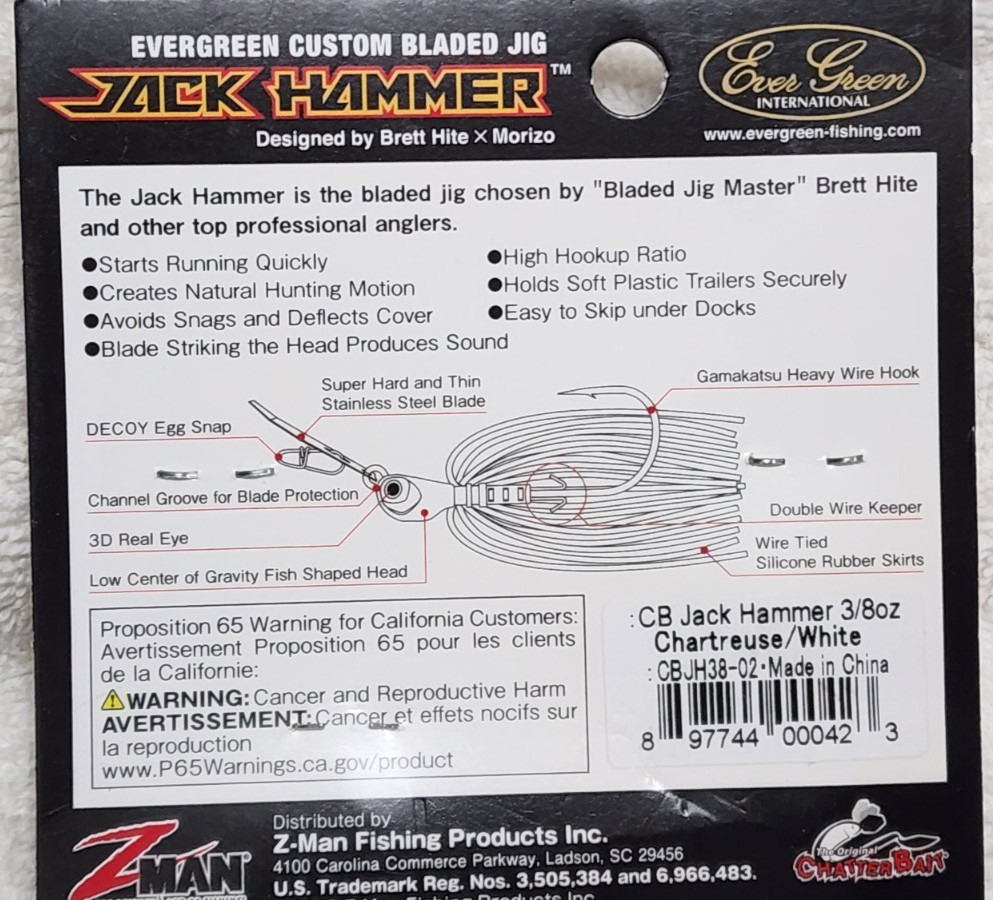 EVERGREEN CUSTOM BLADED JIG
JACK HAMMER™
Designed by Brett Hite X Morizo
Ever Green
INTERNATIONAL
www.evergreen-fishing.com
The Jack Hammer is the bladed jig chosen by "Bladed Jig Master" Brett Hite
and other top professional anglers.
●Starts Running Quickly
●Creates Natural Hunting Motion
●Avoids Snags and Deflects Cover
●Blade Striking the Head Produces Sound
●High Hookup Ratio
●Holds Soft Plastic Trailers Securely
●Easy to Skip under Docks
Super Hard and Thin
Stainless Steel Blade
Gamakatsu Heavy Wire Hook
DECOY Egg Snap
Channel Groove for Blade Protection
3D Real Eye
Low Center of Gravity Fish Shaped Head
Double Wire Keeper
Wire Tied
Silicone Rubber Skirts
Proposition 65 Warning for California Customers:
Avertissement Proposition 65 pour les clients
de la Californie:
⚠WARNING: Cancer and Reproductive Harm
AVERTISSEMENT: Cancer et effets nocifs sur
la reproduction
www.P65Warnings.ca.gov/product
:CB Jack Hammer 3/8oz
Chartreuse/White
:CBJH38-02·Made in China
8 97744 00042 3
ZMAN®
Distributed by
Z-Man Fishing Products Inc.
4100 Carolina Commerce Parkway, Ladson, SC 29456
U.S. Trademark Reg. Nos. 3,505,384 and 6,966,483.
The Original
CHATTERBAIT